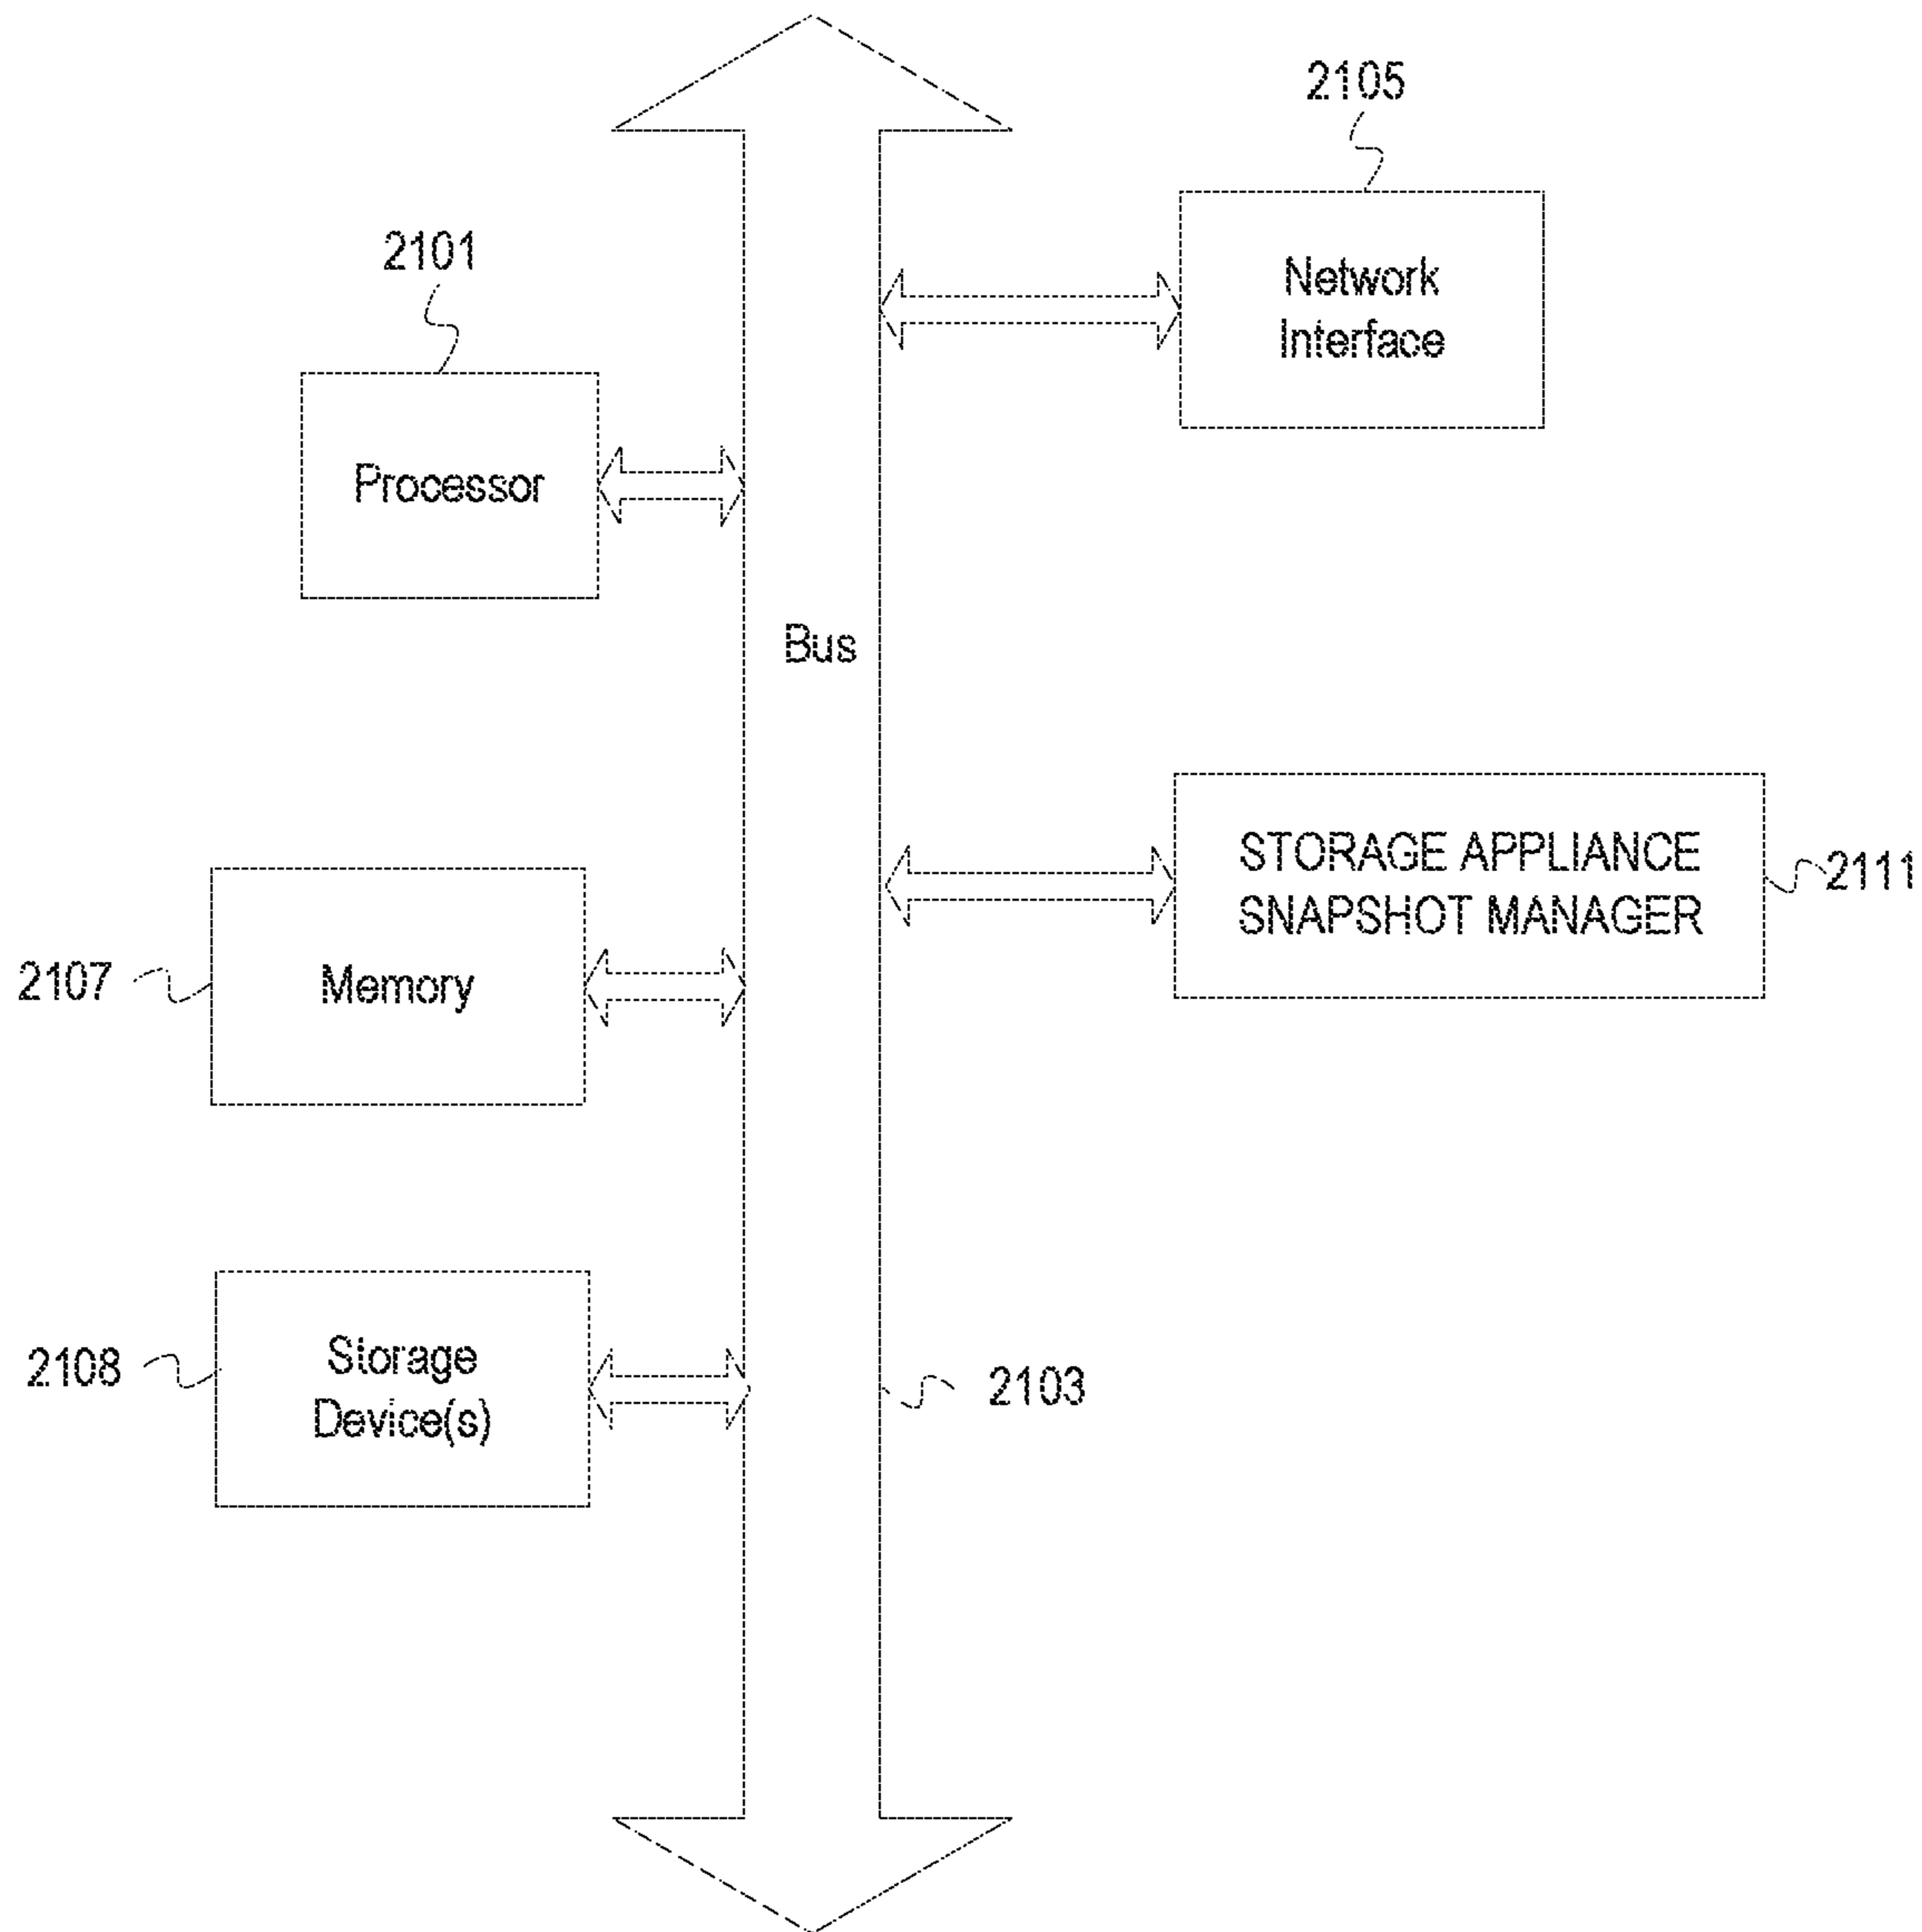 2105
Network
Interface
2101
Processor
Bus
STORAGE APPLIANCE
SNAPSHOT MANAGER
2111
2107
Memory
2108
Storage
Device(s)
2103